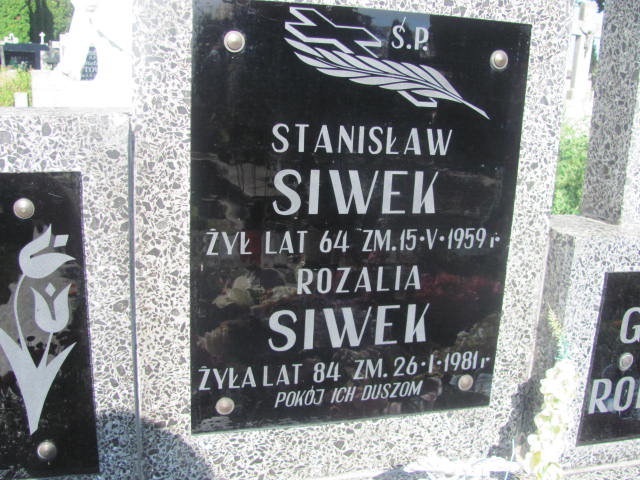 Ś.P.
STANISŁAW
SIWEK
ŻYŁ LAT 64 ZM. 15·V·1959 r
ROZALIA
SIWEK
ŻYŁA LAT 84 ZM. 26·I·1981 r
POKÓJ ICH DUSZOM